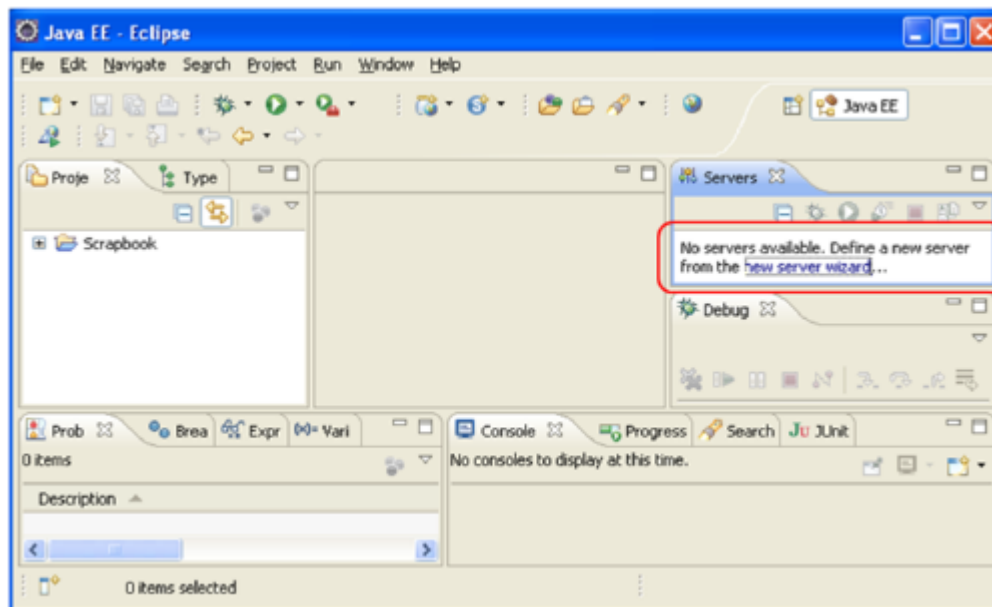 Java EE - Eclipse
File Edit Navigate Search Project Run Window Help
Java EE
Proje Type
Servers
Scrapbook
No servers available. Define a new server
from the new server wizard...
Debug
Prob Brea Expr (x)= Vari
Console Progress Search JUnit
0 items
No consoles to display at this time.
Description
0 items selected